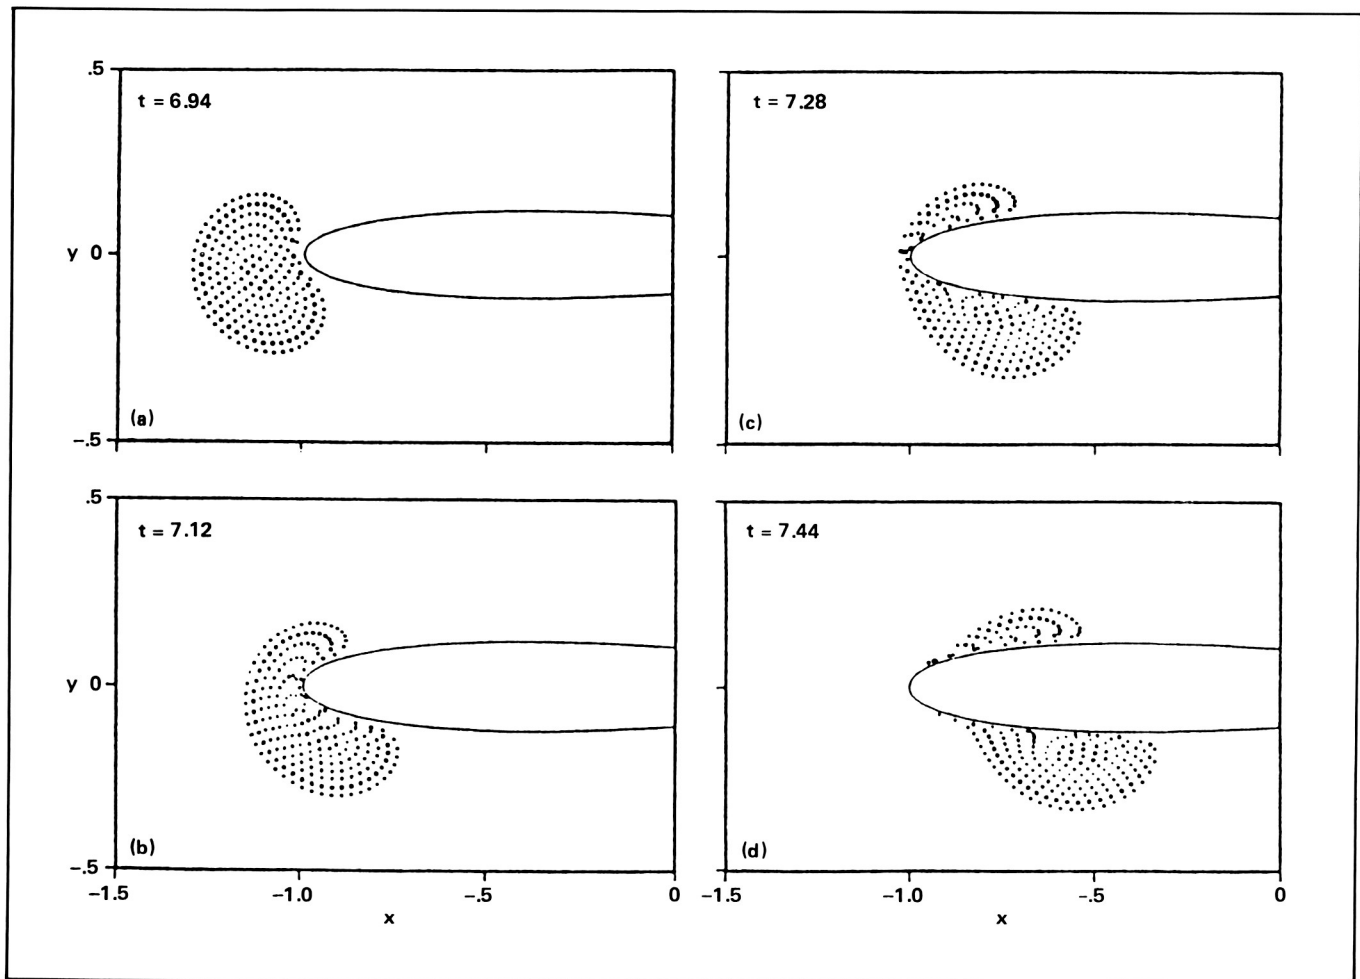 .5
t = 6.94
y 0
(a)
-.5
t = 7.28
(c)
.5
t = 7.12
y 0
(b)
-.5
-1.5
-1.0
-.5
0
x
t = 7.44
(d)
-1.5
-1.0
-.5
0
x